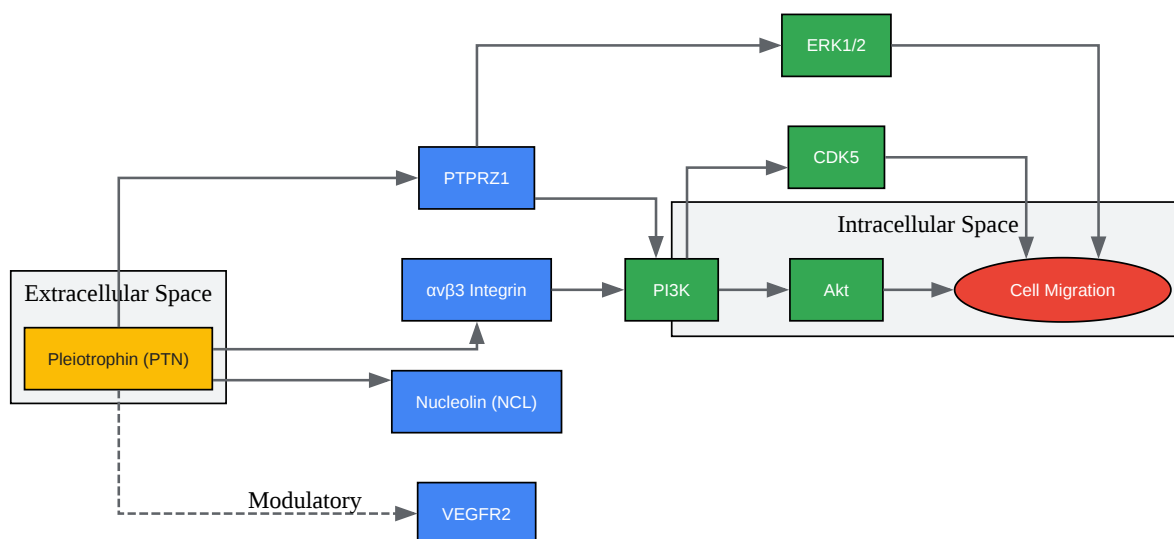 ERK1/2
CDK5
PTPRZ1
Intracellular Space
Extracellular Space
αvβ3 Integrin
PI3K
Akt
Cell Migration
Pleiotrophin (PTN)
Nucleolin (NCL)
Modulatory
VEGFR2